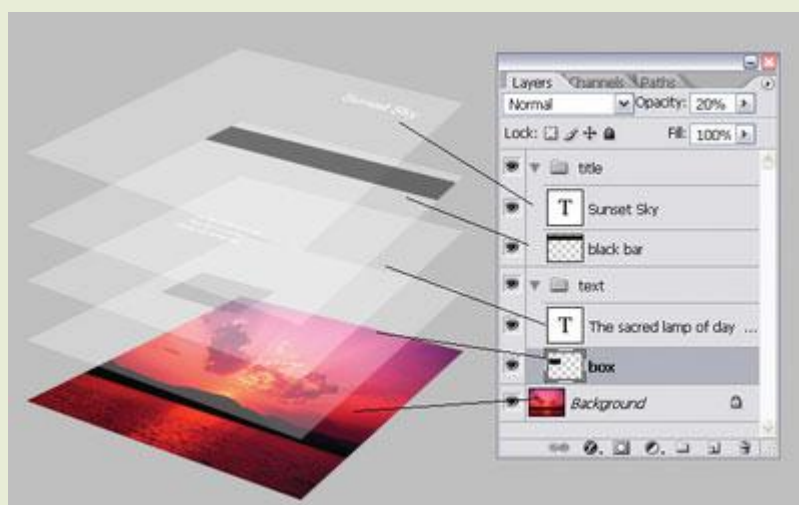 Sunset Sky
Layers Channels Paths
Normal Opacity: 20%
Lock: Fill: 100%
title
T Sunset Sky
black bar
text
T The sacred lamp of day ...
box
Background